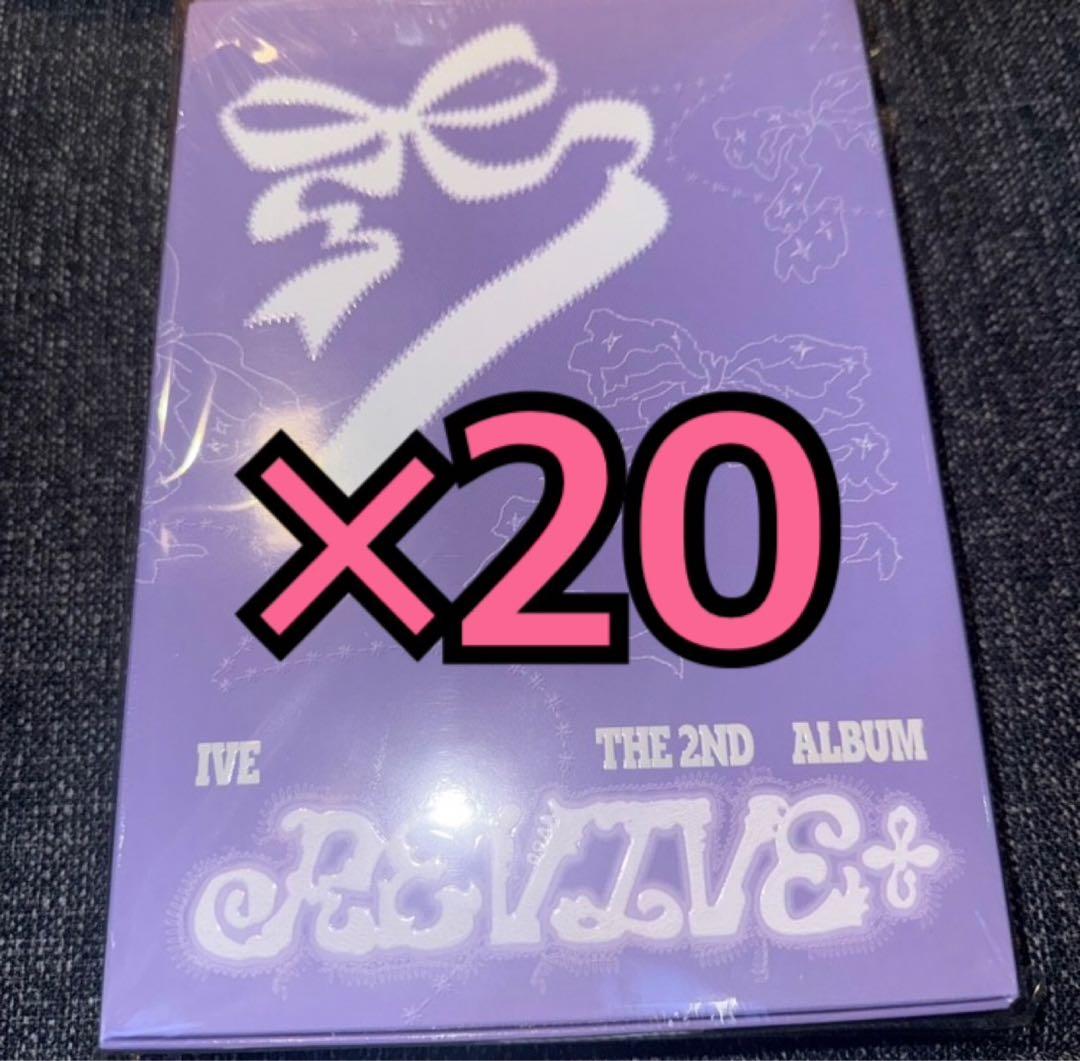 ×20
IVE THE 2ND ALBUM
REVIVE+